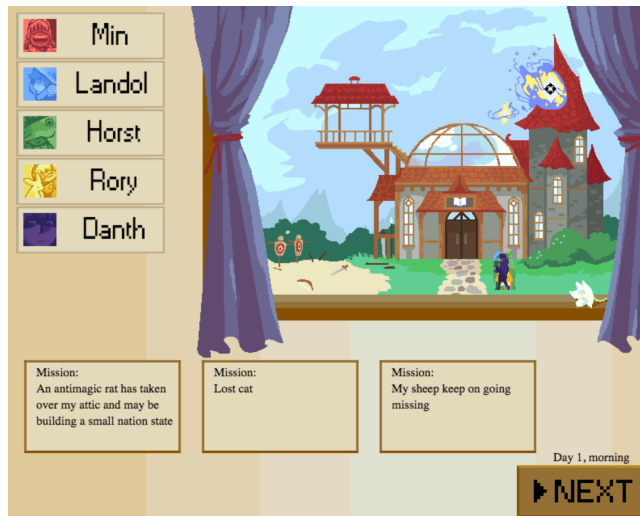 Min
Landol
Horst
Rory
Danth
Mission:
An antimagic rat has taken
over my attic and may be
building a small nation state
Mission:
Lost cat
Mission:
My sheep keep on going
missing
Day 1, morning
NEXT